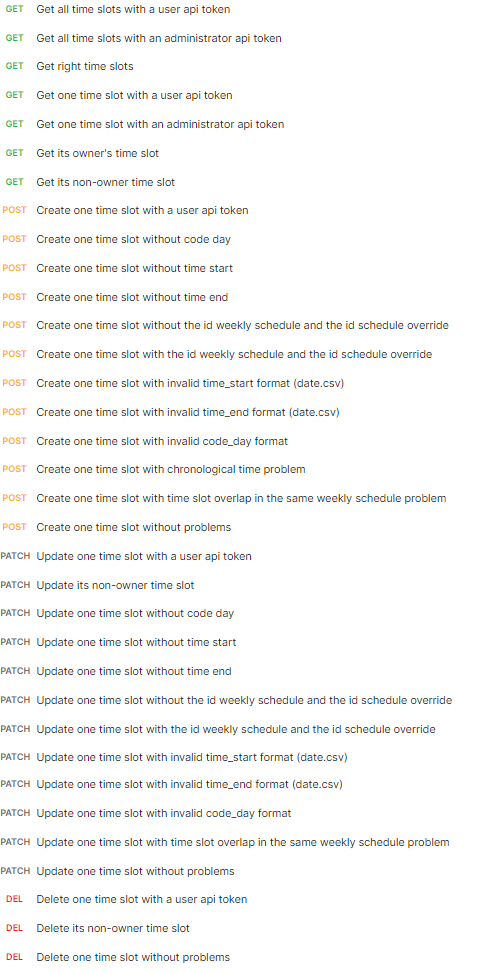 GET Get all time slots with a user api token
GET Get all time slots with an administrator api token
GET Get right time slots
GET Get one time slot with a user api token
GET Get one time slot with an administrator api token
GET Get its owner's time slot
GET Get its non-owner time slot
POST Create one time slot with a user api token
POST Create one time slot without code day
POST Create one time slot without time start
POST Create one time slot without time end
POST Create one time slot without the id weekly schedule and the id schedule override
POST Create one time slot with the id weekly schedule and the id schedule override
POST Create one time slot with invalid time_start format (date.csv)
POST Create one time slot with invalid time_end format (date.csv)
POST Create one time slot with invalid code_day format
POST Create one time slot with chronological time problem
POST Create one time slot with time slot overlap in the same weekly schedule problem
POST Create one time slot without problems
PATCH Update one time slot with a user api token
PATCH Update its non-owner time slot
PATCH Update one time slot without code day
PATCH Update one time slot without time start
PATCH Update one time slot without time end
PATCH Update one time slot without the id weekly schedule and the id schedule override
PATCH Update one time slot with the id weekly schedule and the id schedule override
PATCH Update one time slot with invalid time_start format (date.csv)
PATCH Update one time slot with invalid time_end format (date.csv)
PATCH Update one time slot with invalid code_day format
PATCH Update one time slot with time slot overlap in the same weekly schedule problem
PATCH Update one time slot without problems
DEL Delete one time slot with a user api token
DEL Delete its non-owner time slot
DEL Delete one time slot without problems